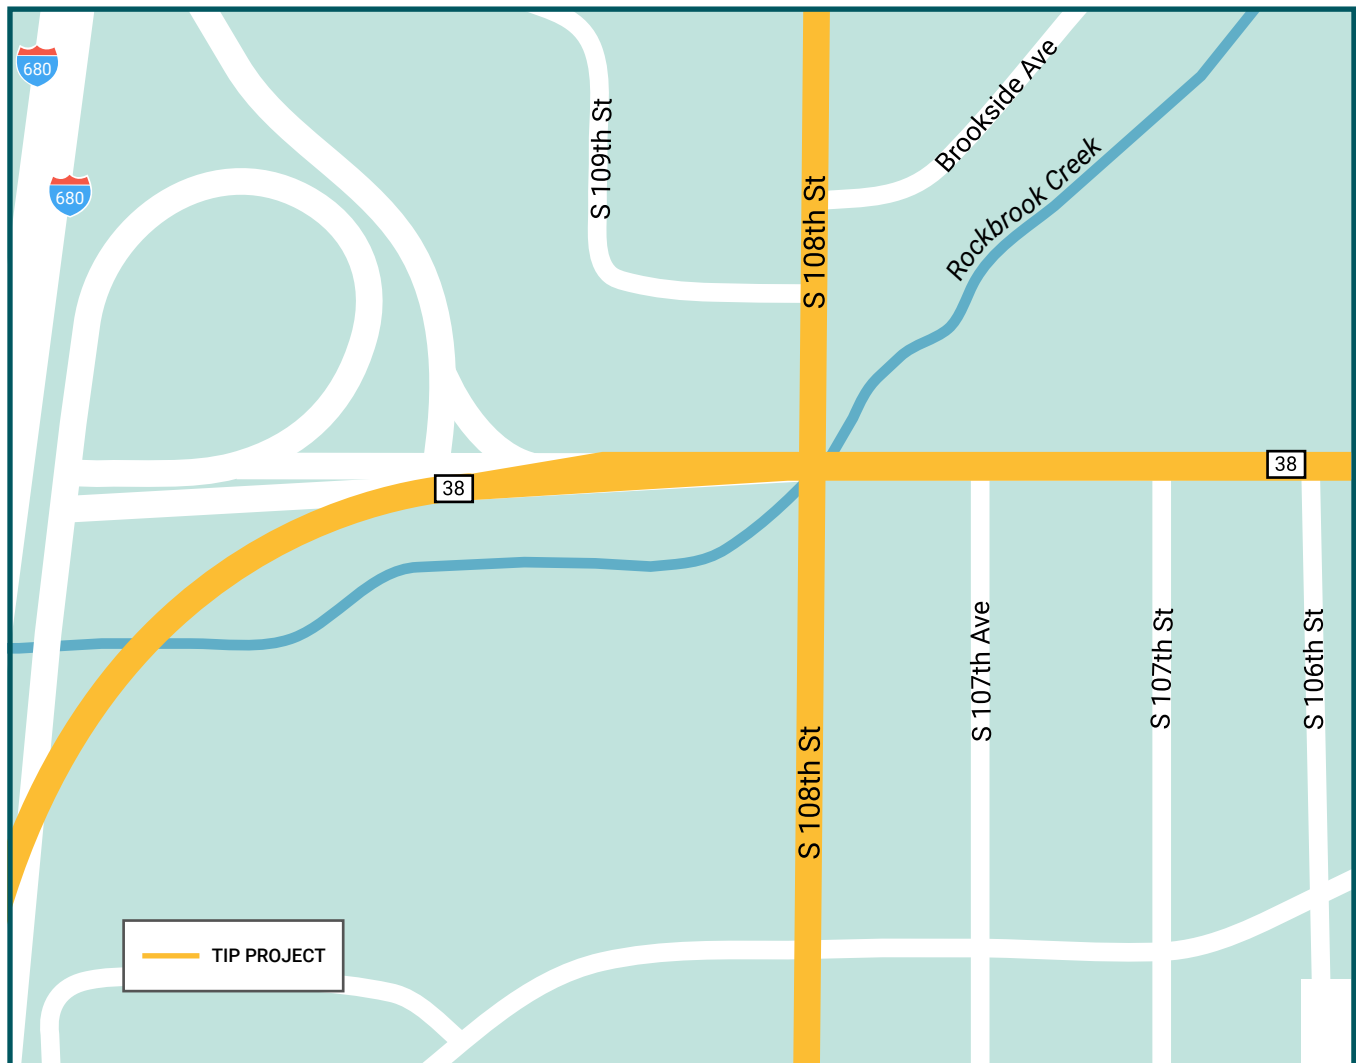 680
680
S 109th St
S 108th St
Brookside Ave
Rockbrook Creek
38
38
S 107th Ave
S 107th St
S 106th St
S 108th St
TIP PROJECT